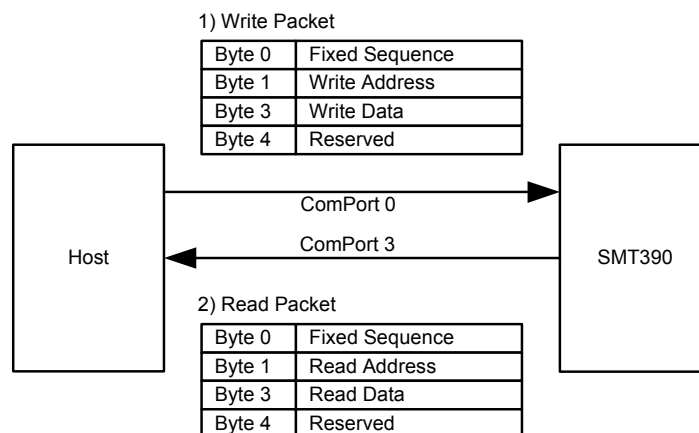 1) Write Packet
Byte 0 Fixed Sequence
Byte 1 Write Address
Byte 3 Write Data
Byte 4 Reserved
ComPort 0
ComPort 3
Host
SMT390
2) Read Packet
Byte 0 Fixed Sequence
Byte 1 Read Address
Byte 3 Read Data
Byte 4 Reserved